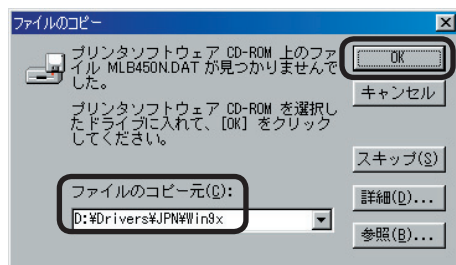 ファイルのコピー
プリンタソフトウェア CD-ROM 上のファ
イル MLB450N.DAT が見つかりませんで
した。
プリンタソフトウェア CD-ROM を選択し
たドライブに入れて、[OK] をクリック
してください。
ファイルのコピー元(C):
D:¥Drivers¥JPN¥Win9x
OK
キャンセル
スキップ(S)
詳細(D)...
参照(B)...